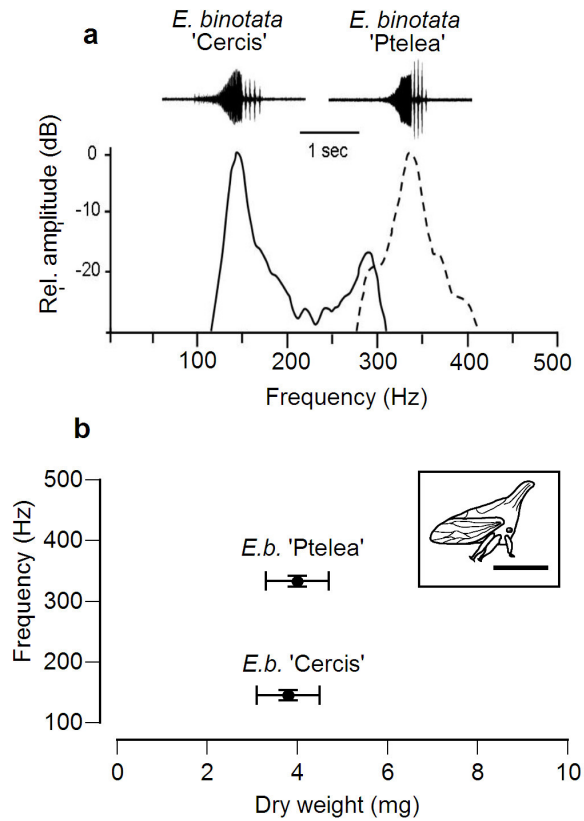 a
E. binotata
'Cercis'
E. binotata
'Ptelea'
1 sec
Rel. amplitude (dB)
0
-10
-20
100
200
300
400
500
Frequency (Hz)
b
Frequency (Hz)
500
400
300
200
100
E.b. 'Ptelea'
E.b. 'Cercis'
0
2
4
6
8
10
Dry weight (mg)